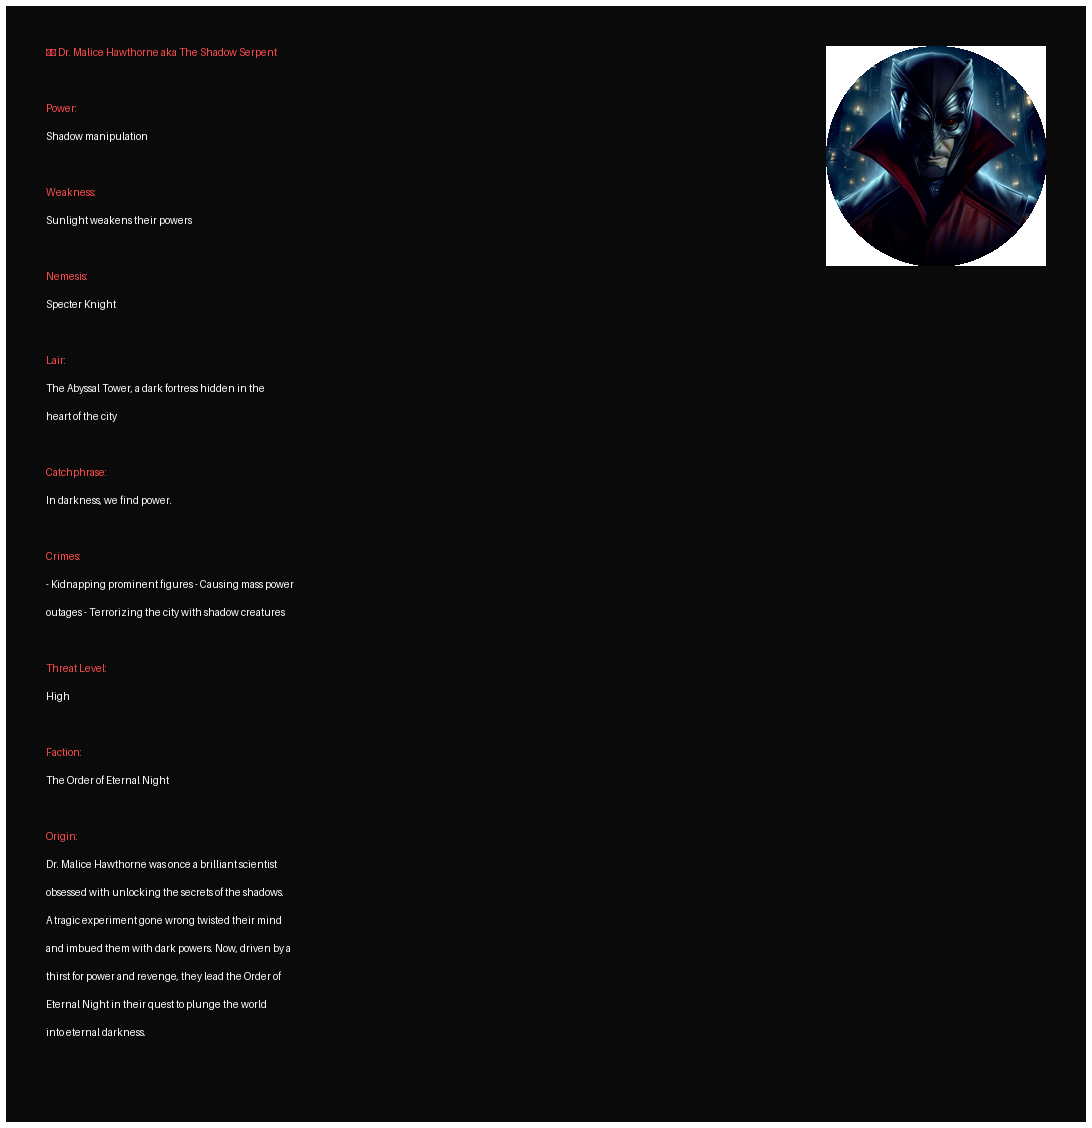 Dr. Malice Hawthorne aka The Shadow Serpent
Power:
Shadow manipulation
Weakness:
Sunlight weakens their powers
Nemesis:
Specter Knight
Lair:
The Abyssal Tower, a dark fortress hidden in the
heart of the city
Catchphrase:
In darkness, we find power.
Crimes:
- Kidnapping prominent figures - Causing mass power
outages - Terrorizing the city with shadow creatures
Threat Level:
High
Faction:
The Order of Eternal Night
Origin:
Dr. Malice Hawthorne was once a brilliant scientist
obsessed with unlocking the secrets of the shadows.
A tragic experiment gone wrong twisted their mind
and imbued them with dark powers. Now, driven by a
thirst for power and revenge, they lead the Order of
Eternal Night in their quest to plunge the world
into eternal darkness.